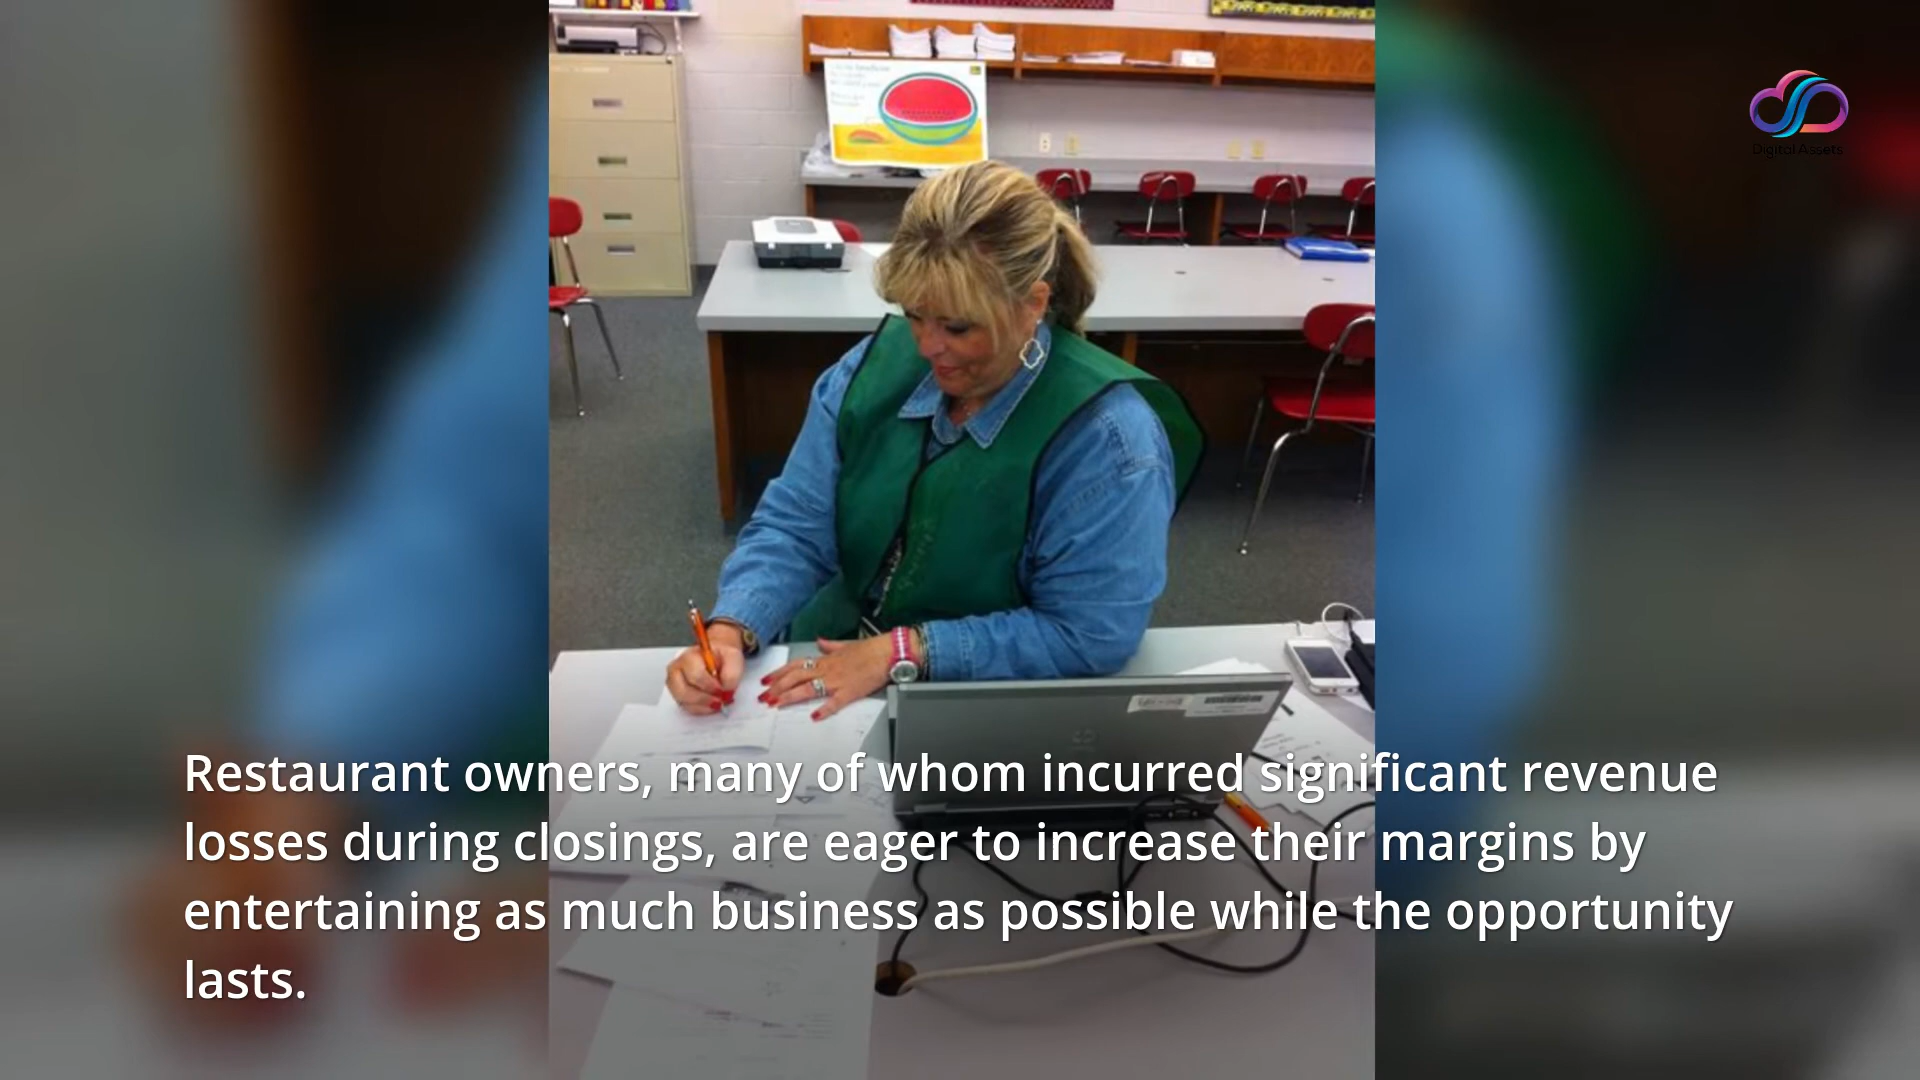 Digital Assets
Restaurant owners, many of whom incurred significant revenue
losses during closings, are eager to increase their margins by
entertaining as much business as possible while the opportunity
lasts.